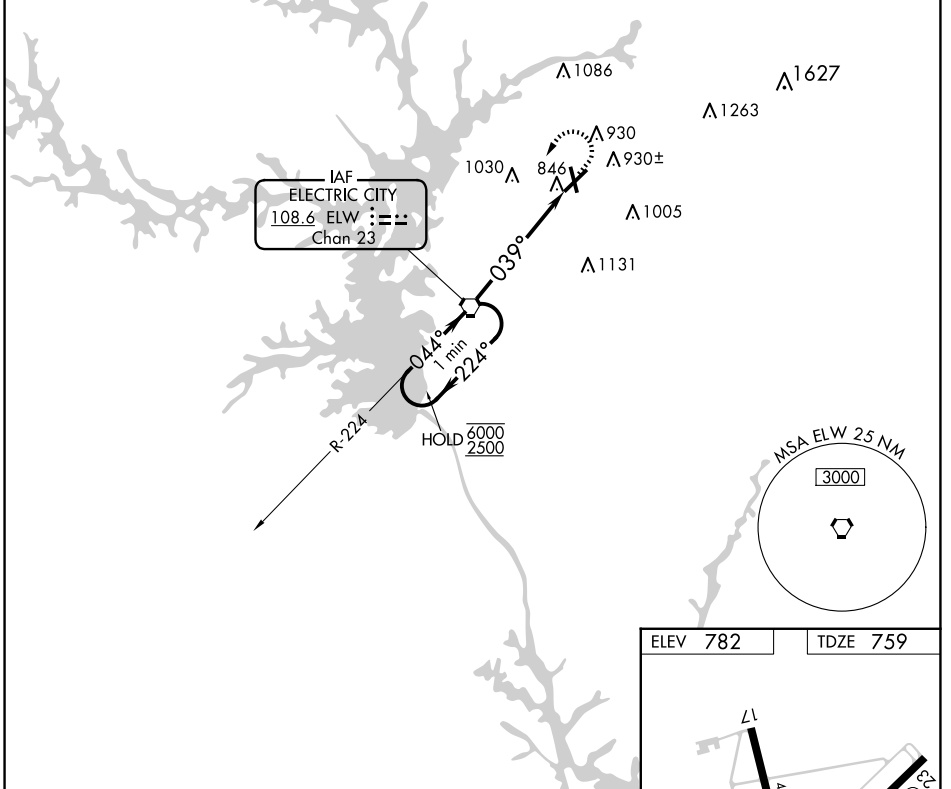 1086
1627
1263
930
930±
1030
846
1005
1131
IAF
ELECTRIC CITY
108.6 ELW
Chan 23
039°
044°
1 min
224°
R-224
HOLD 6000
2500
MSA ELW 25 NM
3000
ELEV 782
TDZE 759
17
23